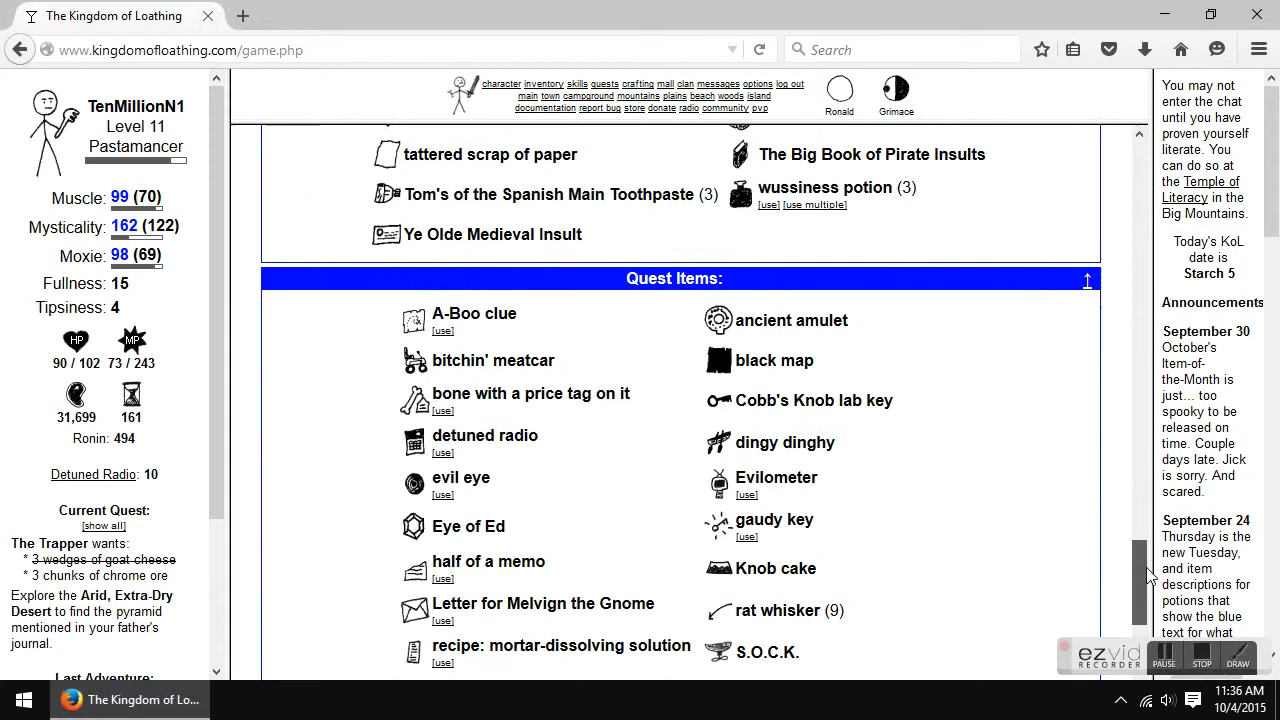 The Kingdom of Loathing
www.kingdomofloathing.com/game.php
Search
TenMillionN1
Level 11
Pastamancer
Muscle: 99 (70)
Mysticality: 162 (122)
Moxie: 98 (69)
Fullness: 15
Tipsiness: 4
HP
MP
90 / 102
73 / 243
31,699
161
Ronin: 494
Detuned Radio: 10
Current Quest:
[show all]
The Trapper wants:
* 3 wedges of goat cheese
* 3 chunks of chrome ore
Explore the Arid, Extra-Dry
Desert to find the pyramid
mentioned in your father's
journal.
Last Adventure:
character inventory skills quests crafting mall clan messages options log out
main town campground mountains plains beach woods island
documentation report bug store donate radio community pvp
Ronald
Grimace
tattered scrap of paper
The Big Book of Pirate Insults
Tom's of the Spanish Main Toothpaste (3)
wussiness potion (3)
[use] [use multiple]
Ye Olde Medieval Insult
Quest Items:
A-Boo clue
[use]
ancient amulet
bitchin' meatcar
black map
bone with a price tag on it
[use]
Cobb's Knob lab key
detuned radio
[use]
dingy dinghy
evil eye
[use]
Evilometer
[use]
Eye of Ed
gaudy key
[use]
half of a memo
[use]
Knob cake
Letter for Melvign the Gnome
[use]
rat whisker (9)
recipe: mortar-dissolving solution
[use]
S.O.C.K.
You may not
enter the chat
until you have
proven yourself
literate. You
can do so at
the Temple of
Literacy in the
Big Mountains.
Today's KoL
date is
Starch 5
Announcements
September 30
October's
Item-of-
the-Month is
just... too
spooky to be
released on
time. Couple
days late. Jick
is sorry. And
scared.
September 24
Thursday is the
new Tuesday,
and item
descriptions for
potions that
show the blue
text for what
ezvid
RECORDER
PAUSE
STOP
DRAW
The Kingdom of Lo...
11:36 AM
10/4/2015